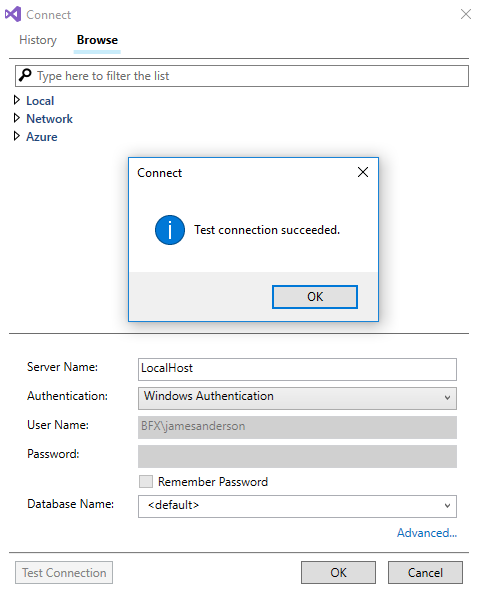 Connect
History Browse
Type here to filter the list
Local
Network
Azure
Connect
Test connection succeeded.
OK
Server Name: LocalHost
Authentication: Windows Authentication
User Name: BFX\jamesanderson
Password:
Remember Password
Database Name: <default>
Advanced...
Test Connection OK Cancel